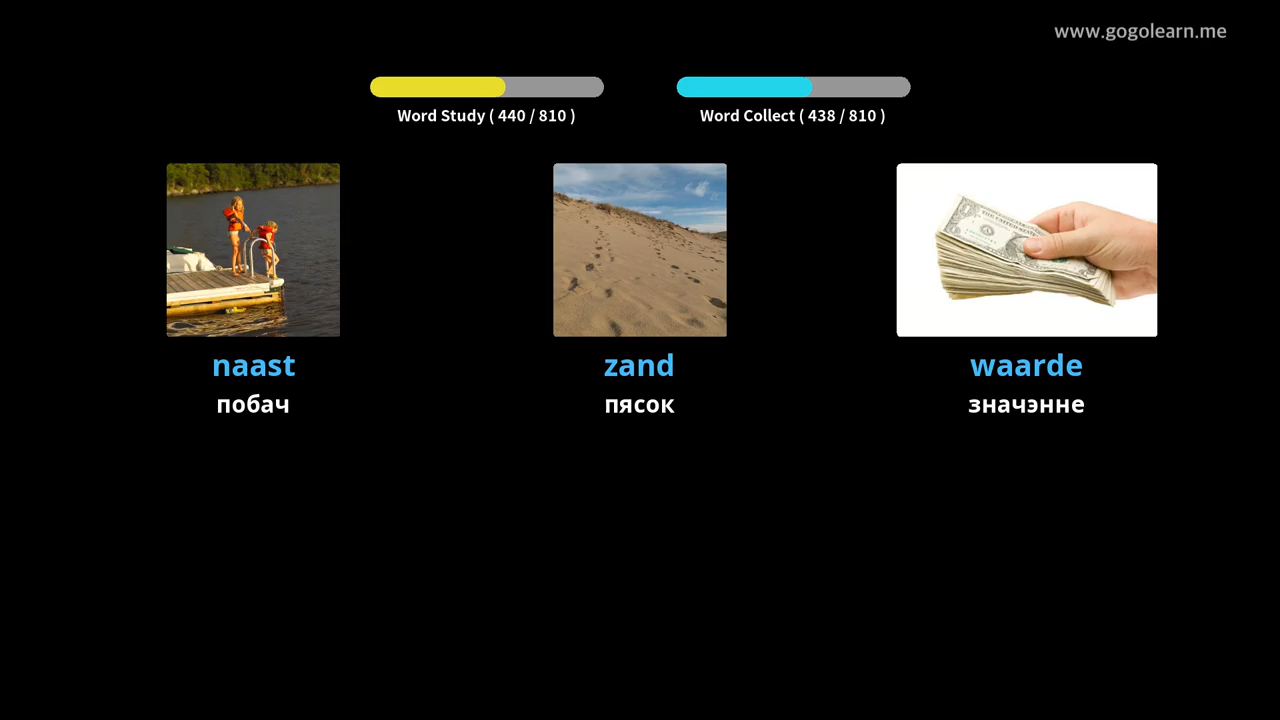 www.gogolearn.me
Word Study ( 440 / 810 )
Word Collect ( 438 / 810 )
naast
zand
waarde
побач
пясок
значэнне